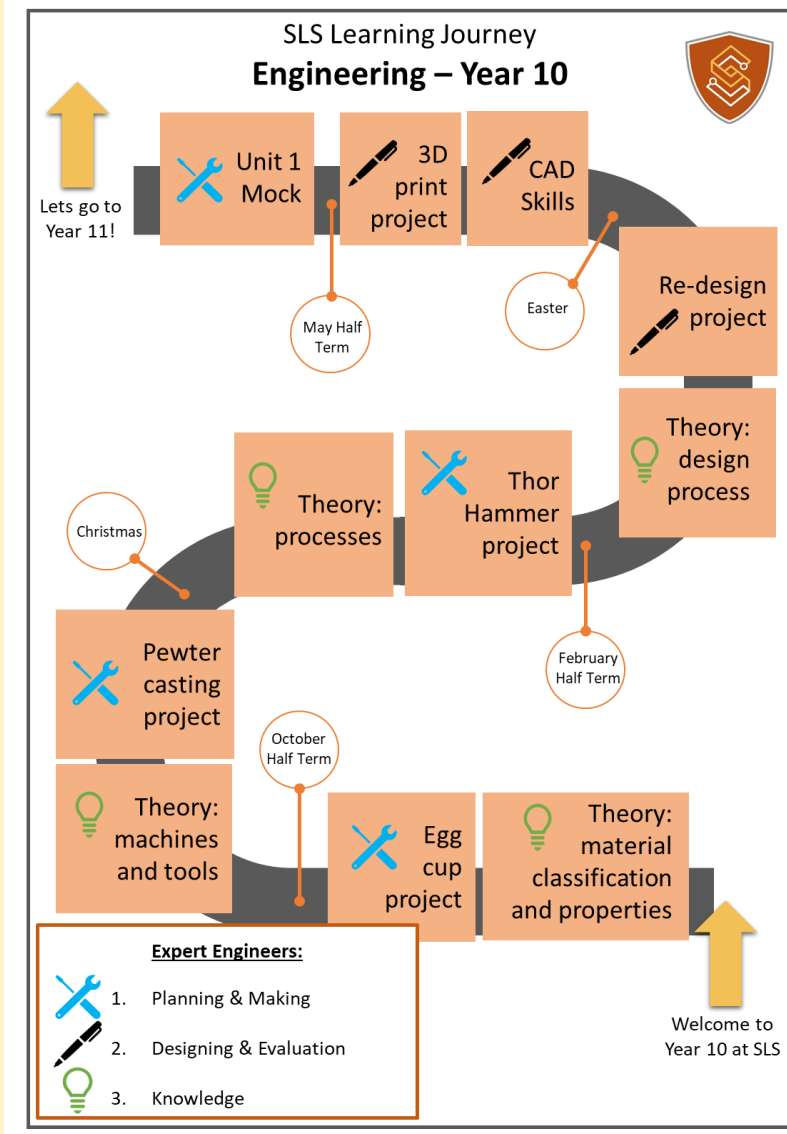 SLS Learning Journey
Engineering – Year 10
Lets go to
Year 11!
Unit 1
Mock
3D
print
project
CAD
Skills
May Half
Term
Easter
Re-design
project
Theory:
design
process
Thor
Hammer
project
Theory:
processes
Christmas
February
Half Term
Pewter
casting
project
October
Half Term
Theory:
machines
and tools
Egg
cup
project
Theory:
material
classification
and properties
Expert Engineers:
1. Planning & Making
2. Designing & Evaluation
3. Knowledge
Welcome to
Year 10 at SLS